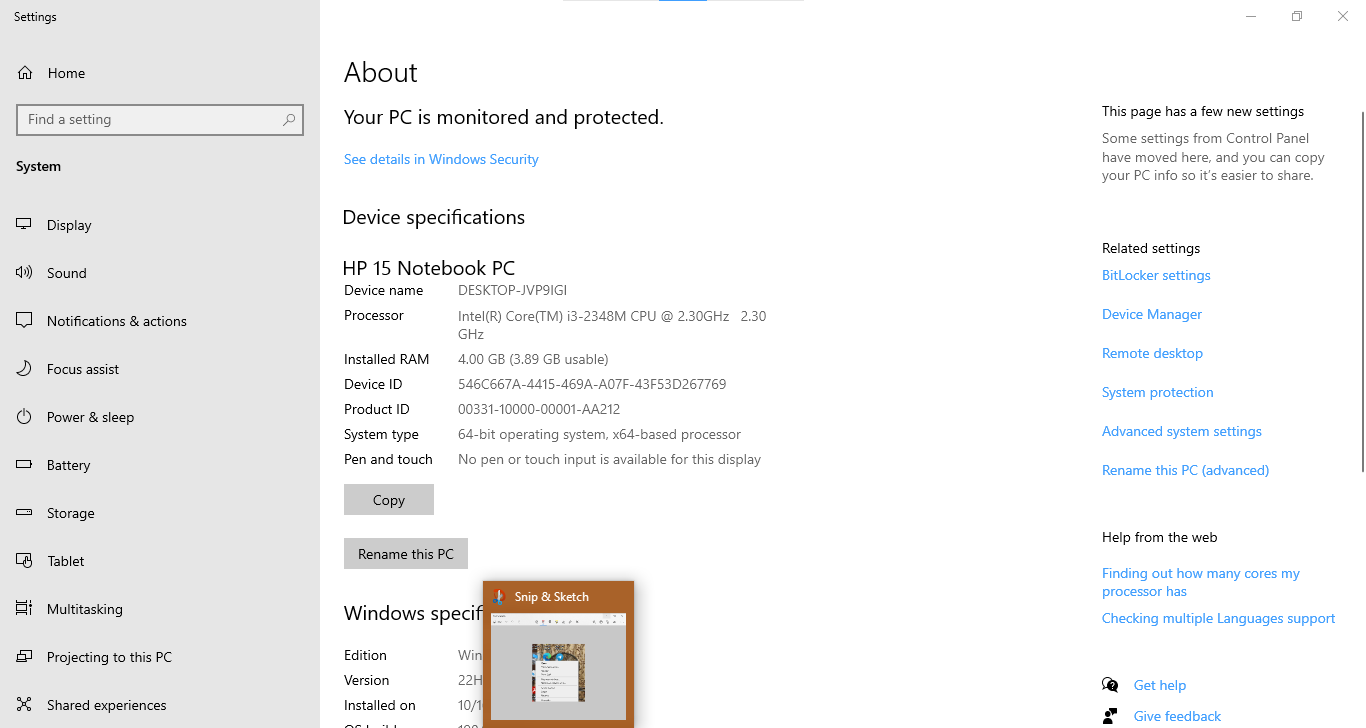 Settings
Home
Find a setting
System
Display
Sound
Notifications & actions
Focus assist
Power & sleep
Battery
Storage
Tablet
Multitasking
Projecting to this PC
Shared experiences
About
Your PC is monitored and protected.
See details in Windows Security
Device specifications
HP 15 Notebook PC
Device name DESKTOP-JVP9IGI
Processor Intel(R) Core(TM) i3-2348M CPU @ 2.30GHz 2.30
GHz
Installed RAM 4.00 GB (3.89 GB usable)
Device ID 546C667A-4415-469A-A07F-43F53D267769
Product ID 00331-10000-00001-AA212
System type 64-bit operating system, x64-based processor
Pen and touch No pen or touch input is available for this display
Copy
Rename this PC
Windows specif
Edition Win
Version 22H
Installed on 10/1
Snip & Sketch
This page has a few new settings
Some settings from Control Panel
have moved here, and you can copy
your PC info so it's easier to share.
Related settings
BitLocker settings
Device Manager
Remote desktop
System protection
Advanced system settings
Rename this PC (advanced)
Help from the web
Finding out how many cores my
processor has
Checking multiple Languages support
Get help
Give feedback